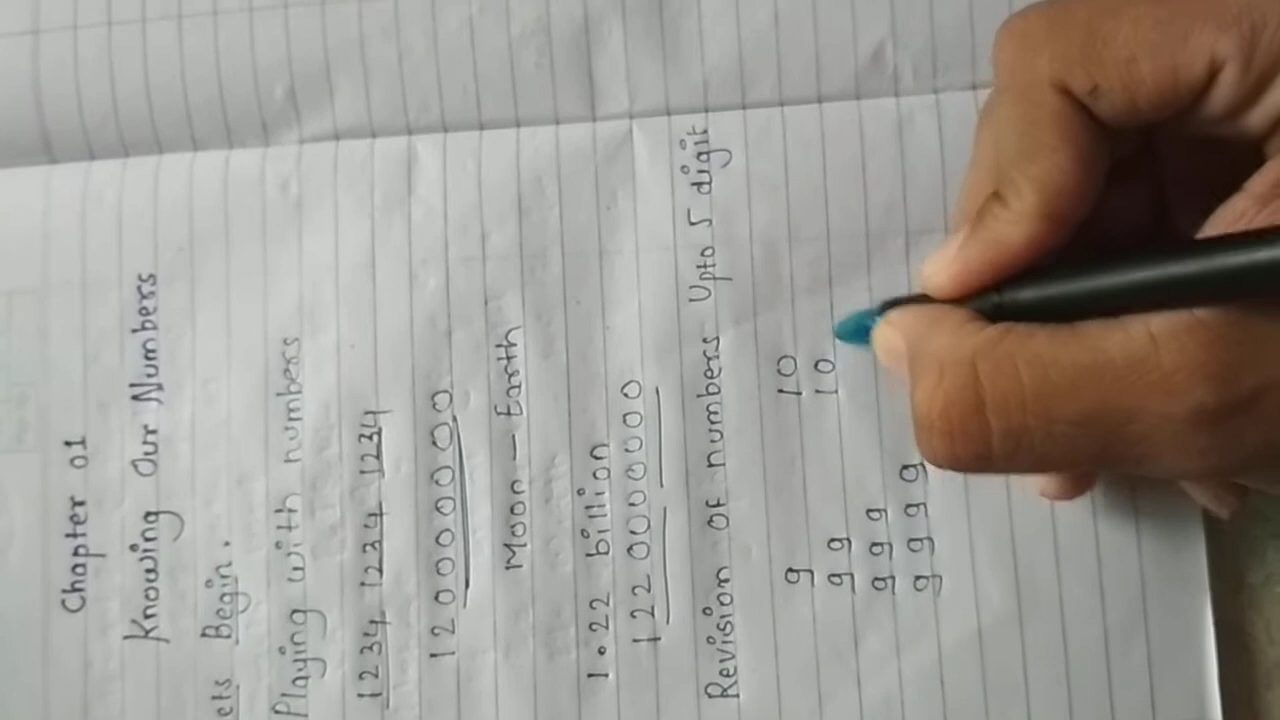 Chapter 01
Knowing Our Numbers
ets Begin.
Playing with numbers
1234 1234 1234
1200000000
Moon – Earth
1.22 billion
1220000000
Revision OF numbers Upto 5 digit
9 10
99 10
999
9999